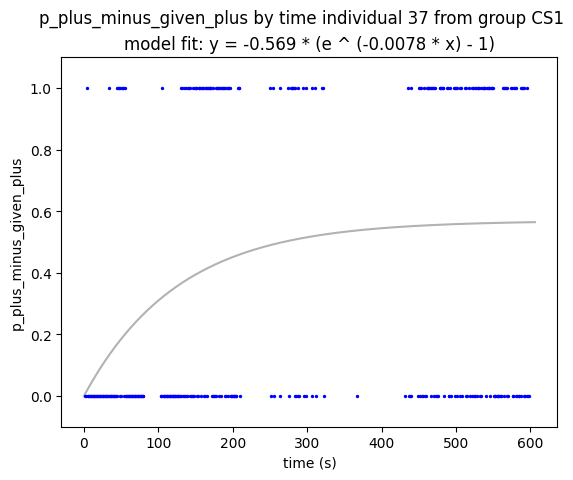 p_plus_minus_given_plus by time individual 37 from group CS1
model fit: y = -0.569 * (e ^ (-0.0078 * x) - 1)
1.0
0.8
0.6
0.4
0.2
0.0
p_plus_minus_given_plus
0 100 200 300 400 500 600
time (s)